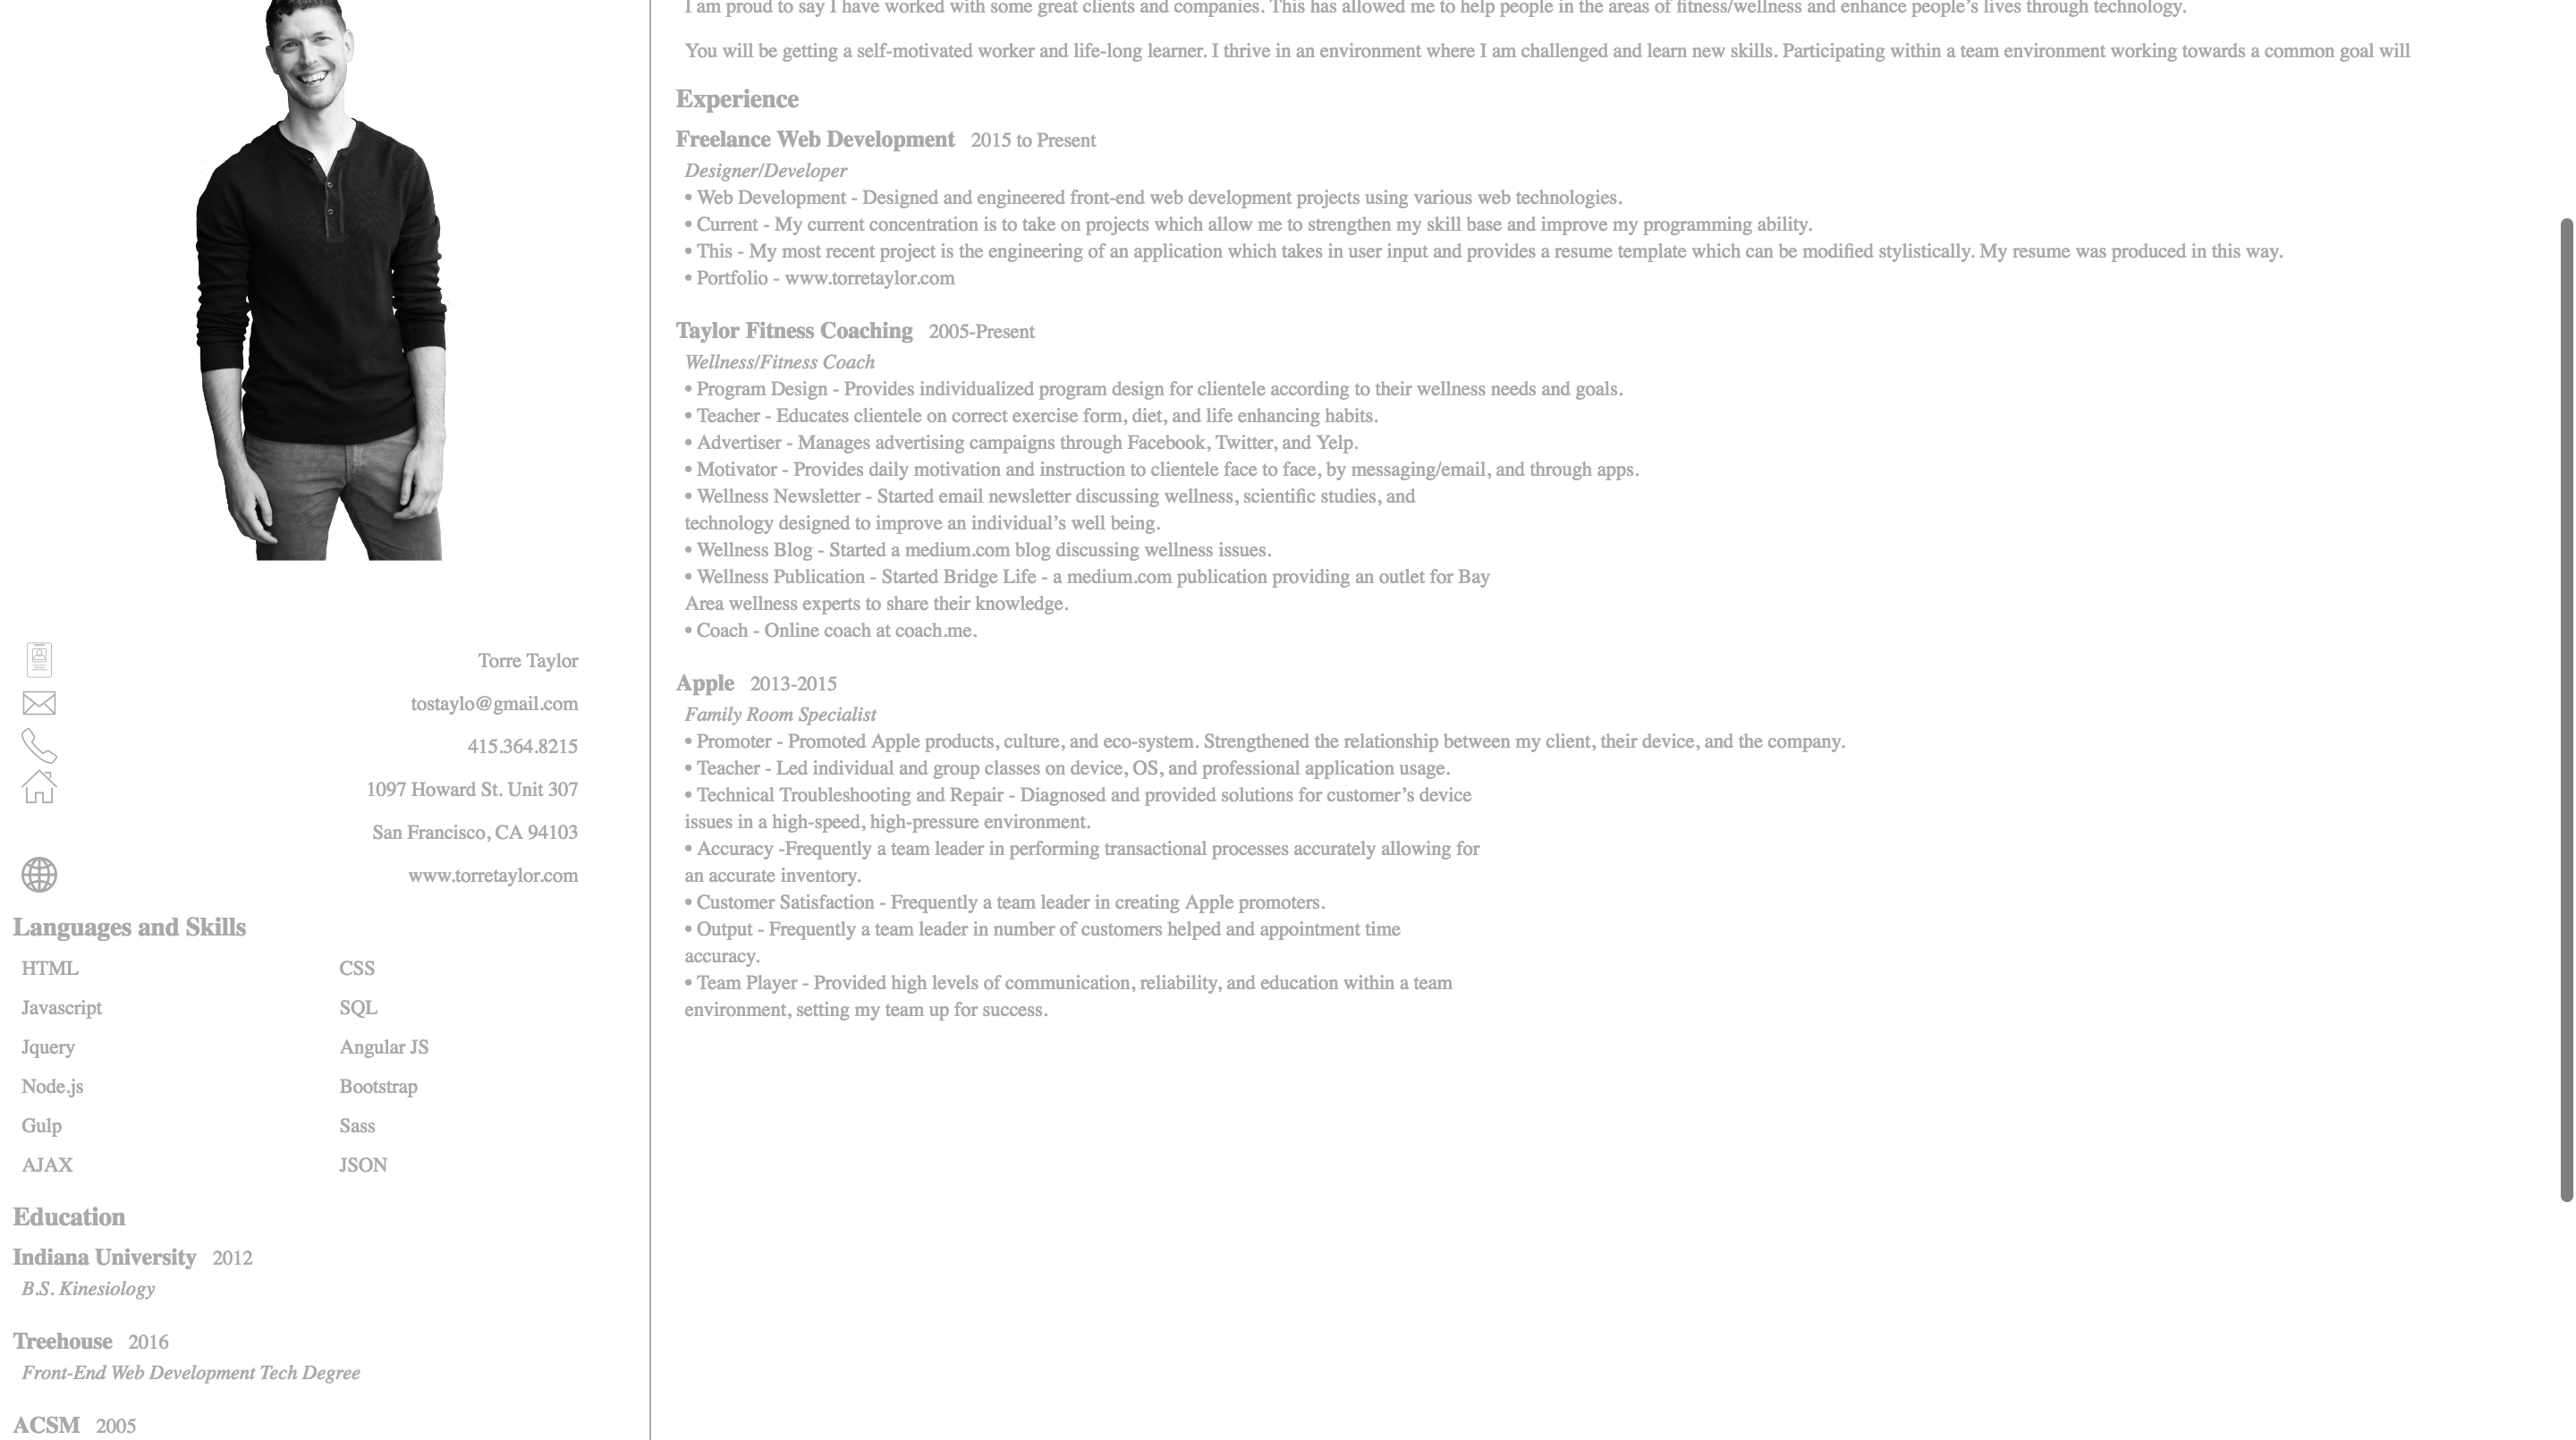 I am proud to say I have worked with some great clients and companies. This has allowed me to help people in the areas of fitness/wellness and enhance people’s lives through technology.
You will be getting a self-motivated worker and life-long learner. I thrive in an environment where I am challenged and learn new skills. Participating within a team environment working towards a common goal will
Experience
Freelance Web Development 2015 to Present
Designer/Developer
• Web Development - Designed and engineered front-end web development projects using various web technologies.
• Current - My current concentration is to take on projects which allow me to strengthen my skill base and improve my programming ability.
• This - My most recent project is the engineering of an application which takes in user input and provides a resume template which can be modified stylistically. My resume was produced in this way.
• Portfolio - www.torretaylor.com
Taylor Fitness Coaching 2005-Present
Wellness/Fitness Coach
• Program Design - Provides individualized program design for clientele according to their wellness needs and goals.
• Teacher - Educates clientele on correct exercise form, diet, and life enhancing habits.
• Advertiser - Manages advertising campaigns through Facebook, Twitter, and Yelp.
• Motivator - Provides daily motivation and instruction to clientele face to face, by messaging/email, and through apps.
• Wellness Newsletter - Started email newsletter discussing wellness, scientific studies, and
technology designed to improve an individual’s well being.
• Wellness Blog - Started a medium.com blog discussing wellness issues.
• Wellness Publication - Started Bridge Life - a medium.com publication providing an outlet for Bay
Area wellness experts to share their knowledge.
• Coach - Online coach at coach.me.
Apple 2013-2015
Family Room Specialist
• Promoter - Promoted Apple products, culture, and eco-system. Strengthened the relationship between my client, their device, and the company.
• Teacher - Led individual and group classes on device, OS, and professional application usage.
• Technical Troubleshooting and Repair - Diagnosed and provided solutions for customer’s device
issues in a high-speed, high-pressure environment.
• Accuracy -Frequently a team leader in performing transactional processes accurately allowing for
an accurate inventory.
• Customer Satisfaction - Frequently a team leader in creating Apple promoters.
• Output - Frequently a team leader in number of customers helped and appointment time
accuracy.
• Team Player - Provided high levels of communication, reliability, and education within a team
environment, setting my team up for success.
Torre Taylor
tostaylo@gmail.com
415.364.8215
1097 Howard St. Unit 307
San Francisco, CA 94103
www.torretaylor.com
Languages and Skills
HTML CSS
Javascript SQL
Jquery Angular JS
Node.js Bootstrap
Gulp Sass
AJAX JSON
Education
Indiana University 2012
B.S. Kinesiology
Treehouse 2016
Front-End Web Development Tech Degree
ACSM 2005